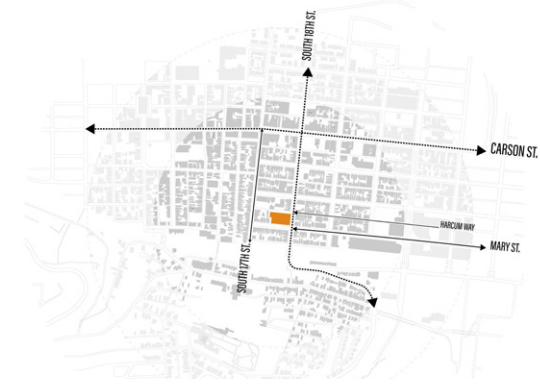 SOUTH 18TH ST.
CARSON ST.
HARCUM WAY
MARY ST.
SOUTH 17TH ST.